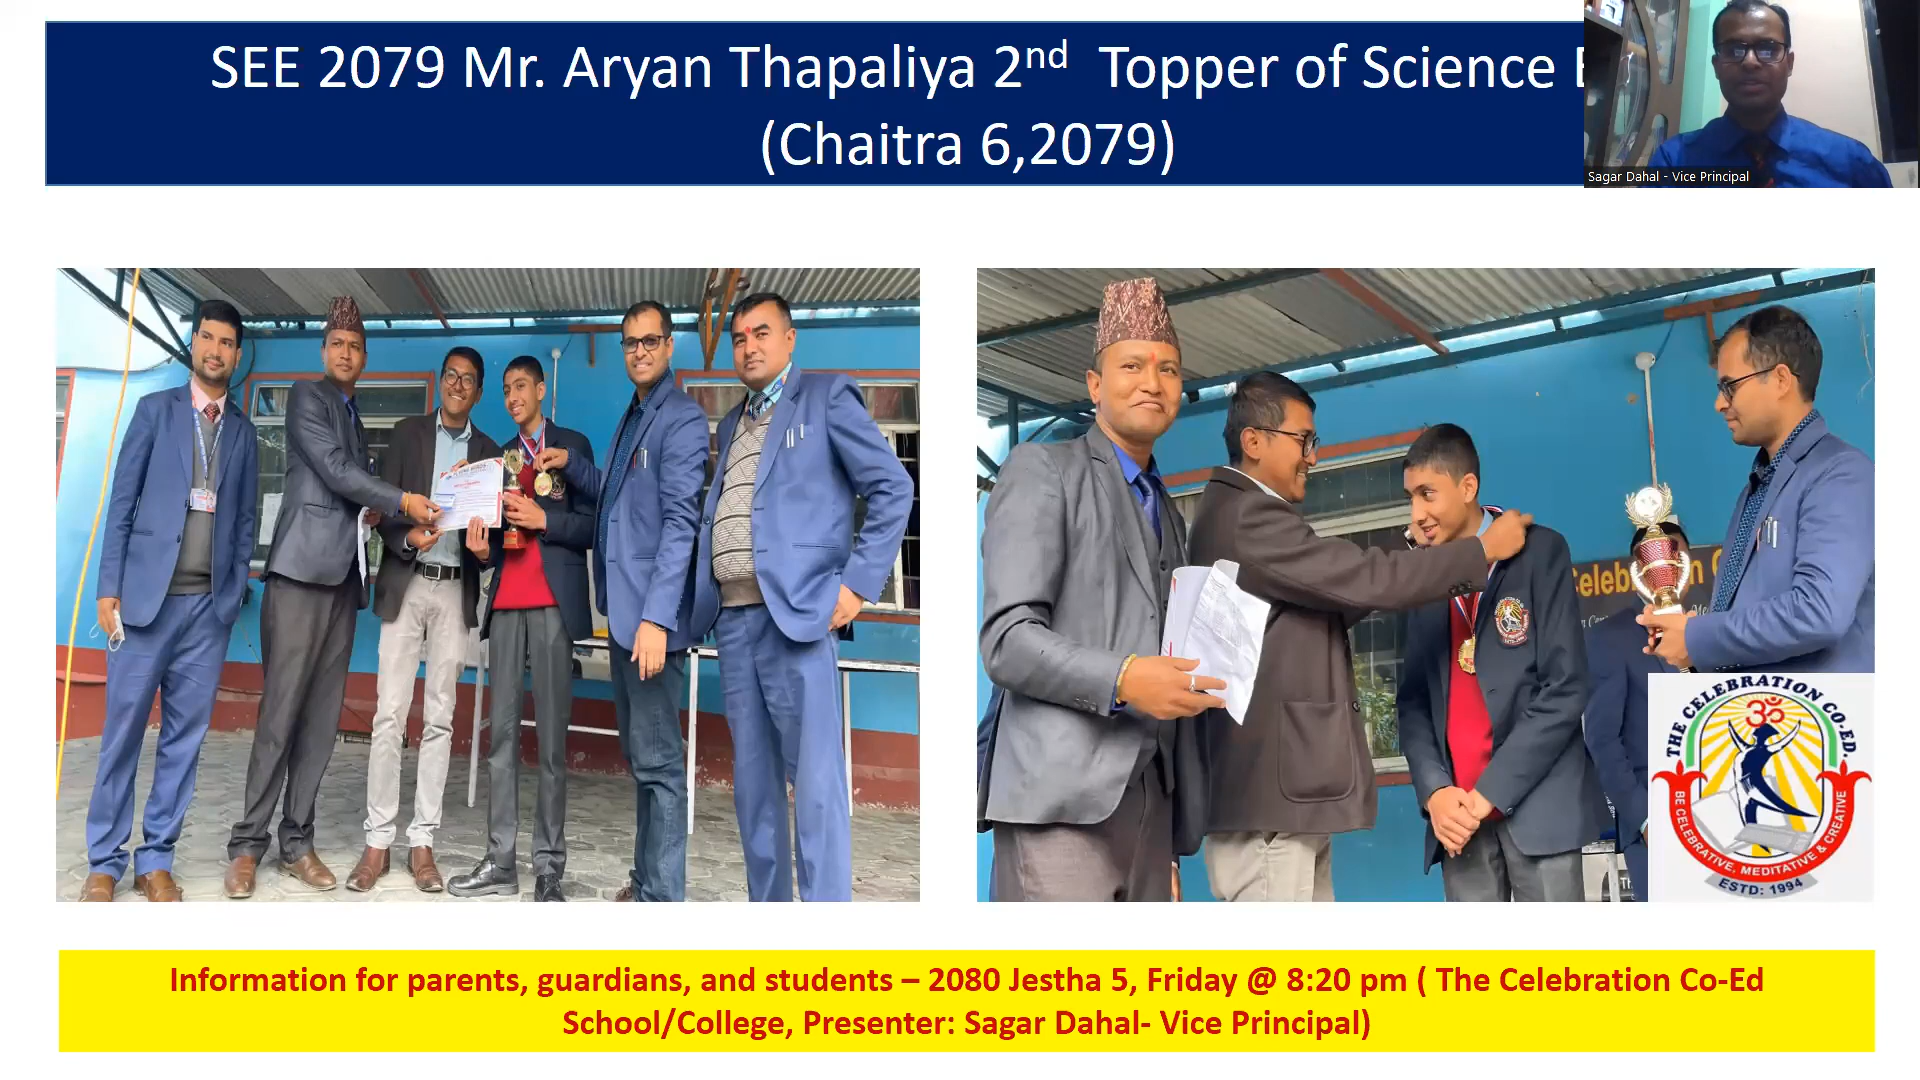 SEE 2079 Mr. Aryan Thapaliya 2nd Topper of Science
(Chaitra 6,2079)
Sagar Dahal - Vice Principal
THE CELEBRATION CO-ED.
BE CELEBRATIVE, MEDITATIVE & CREATIVE
ESTD: 1994
Information for parents, guardians, and students – 2080 Jestha 5, Friday @ 8:20 pm ( The Celebration Co-Ed
School/College, Presenter: Sagar Dahal- Vice Principal)